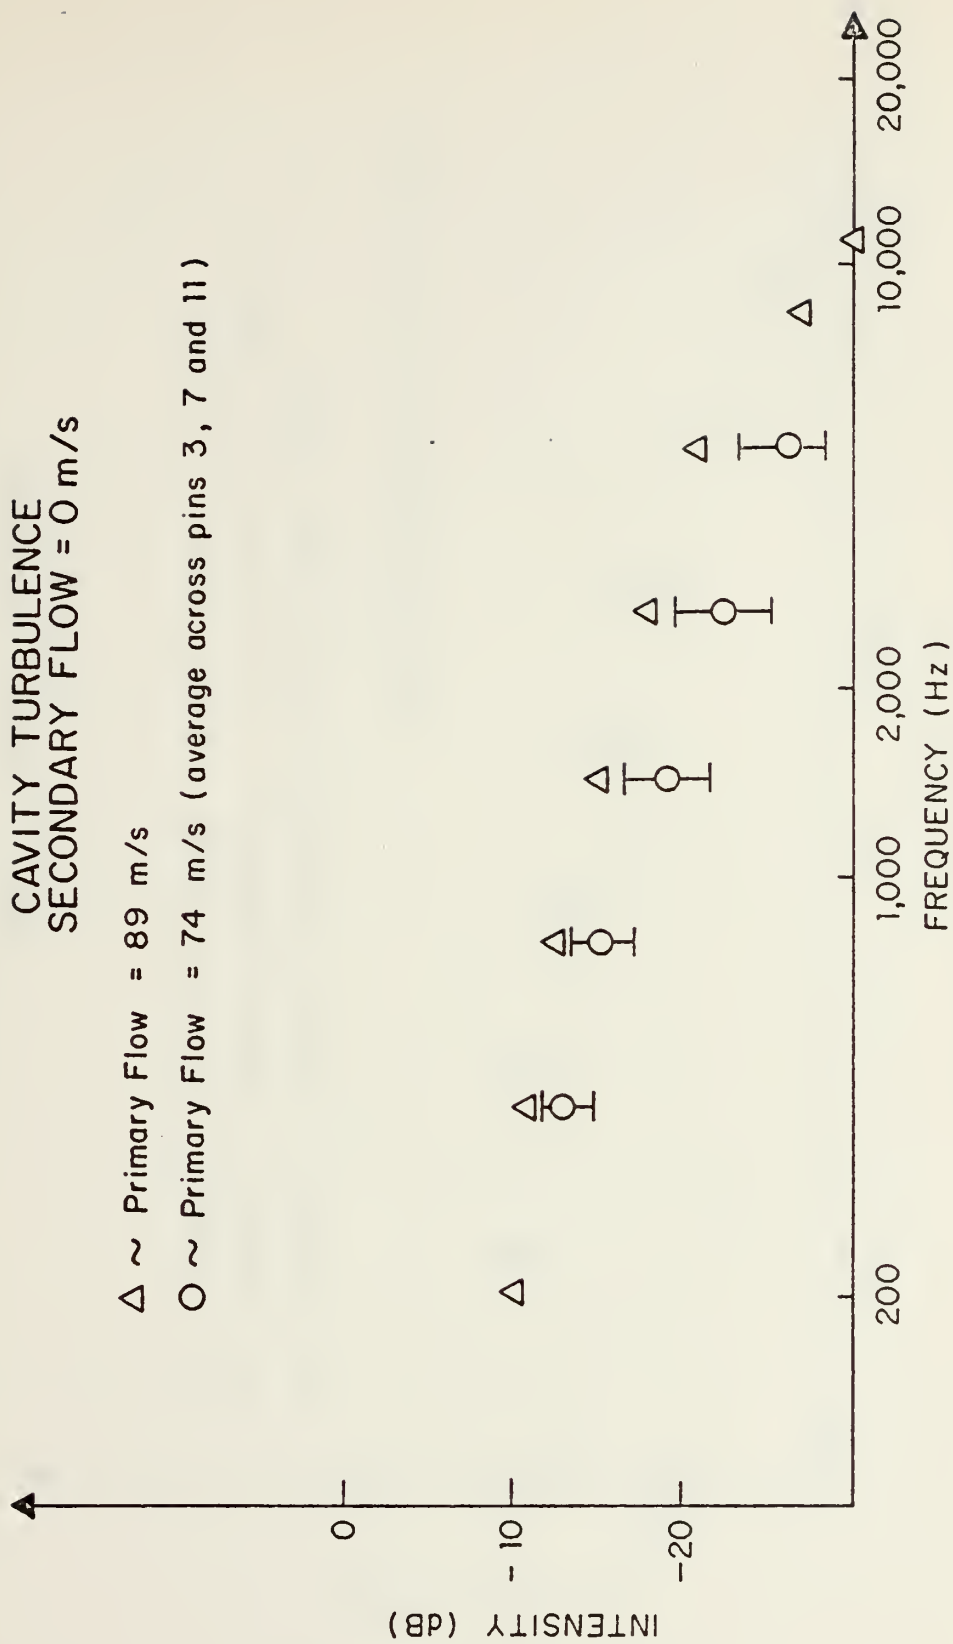 CAVITY TURBULENCE
SECONDARY FLOW = 0 m/s
△ ~ Primary Flow = 89 m/s
○ ~ Primary Flow = 74 m/s (average across pins 3, 7 and 11)
INTENSITY (dB)
0
-10
-20
200
1,000
2,000
10,000
20,000
FREQUENCY (Hz)